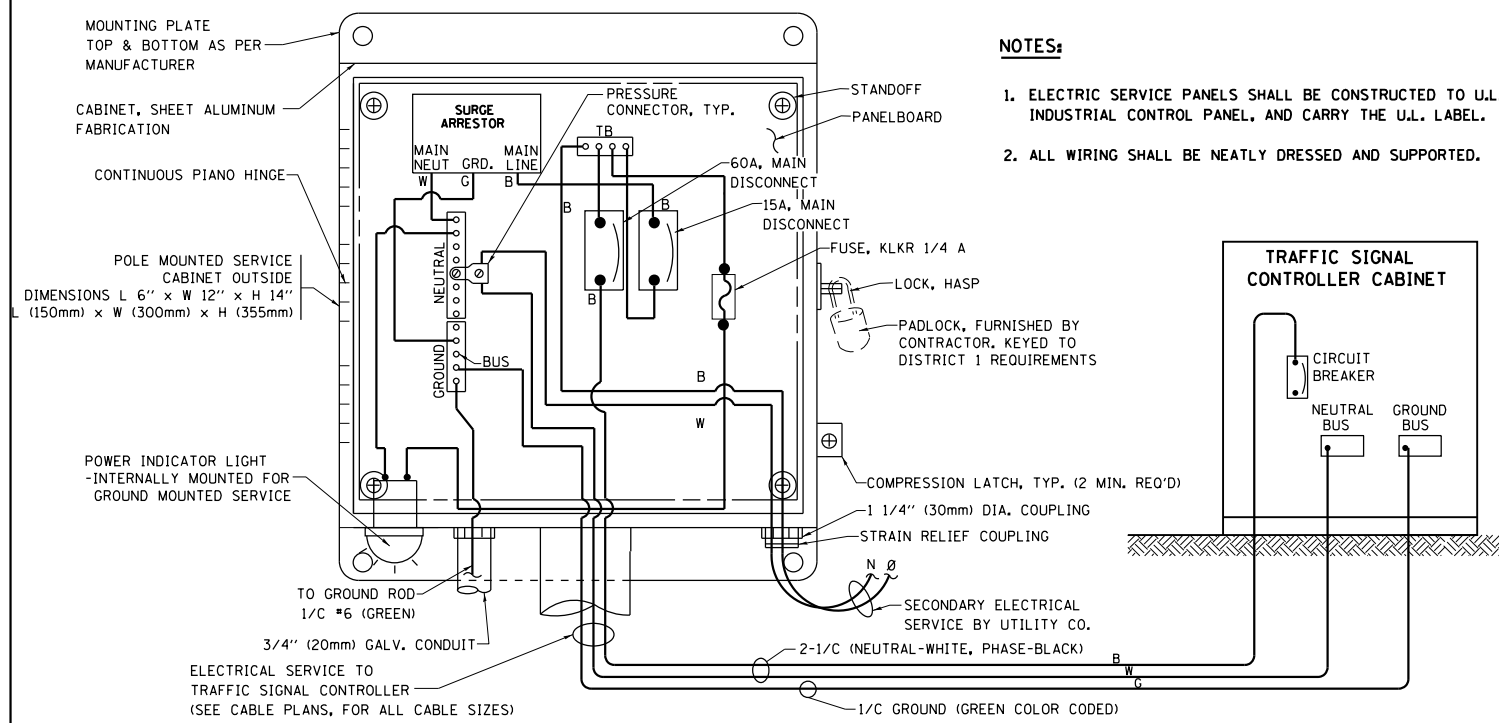 MOUNTING PLATE
TOP & BOTTOM AS PER
MANUFACTURER
CABINET, SHEET ALUMINUM
FABRICATION
CONTINUOUS PIANO HINGE
POLE MOUNTED SERVICE
CABINET OUTSIDE
DIMENSIONS L 6'' x W 12'' x H 14''
L (150mm) x W (300mm) x H (355mm)
POWER INDICATOR LIGHT
-INTERNALLY MOUNTED FOR
GROUND MOUNTED SERVICE
SURGE
ARRESTOR
MAIN
NEUT
GRD.
MAIN
LINE
W
G
B
PRESSURE
CONNECTOR, TYP.
TB
STANDOFF
PANELBOARD
60A, MAIN
DISCONNECT
15A, MAIN
DISCONNECT
B
B
B
FUSE, KLKR 1/4 A
LOCK, HASP
PADLOCK, FURNISHED BY
CONTRACTOR. KEYED TO
DISTRICT 1 REQUIREMENTS
NEUTRAL
GROUND
BUS
B
W
COMPRESSION LATCH, TYP. (2 MIN. REQ'D)
1 1/4'' (30mm) DIA. COUPLING
STRAIN RELIEF COUPLING
N Ø
SECONDARY ELECTRICAL
SERVICE BY UTILITY CO.
TO GROUND ROD
1/C #6 (GREEN)
3/4'' (20mm) GALV. CONDUIT
ELECTRICAL SERVICE TO
TRAFFIC SIGNAL CONTROLLER
(SEE CABLE PLANS, FOR ALL CABLE SIZES)
2-1/C (NEUTRAL-WHITE, PHASE-BLACK)
B
W
G
1/C GROUND (GREEN COLOR CODED)
NOTES:
1. ELECTRIC SERVICE PANELS SHALL BE CONSTRUCTED TO U.L
INDUSTRIAL CONTROL PANEL, AND CARRY THE U.L. LABEL.
2. ALL WIRING SHALL BE NEATLY DRESSED AND SUPPORTED.
TRAFFIC SIGNAL
CONTROLLER CABINET
CIRCUIT
BREAKER
NEUTRAL
BUS
GROUND
BUS